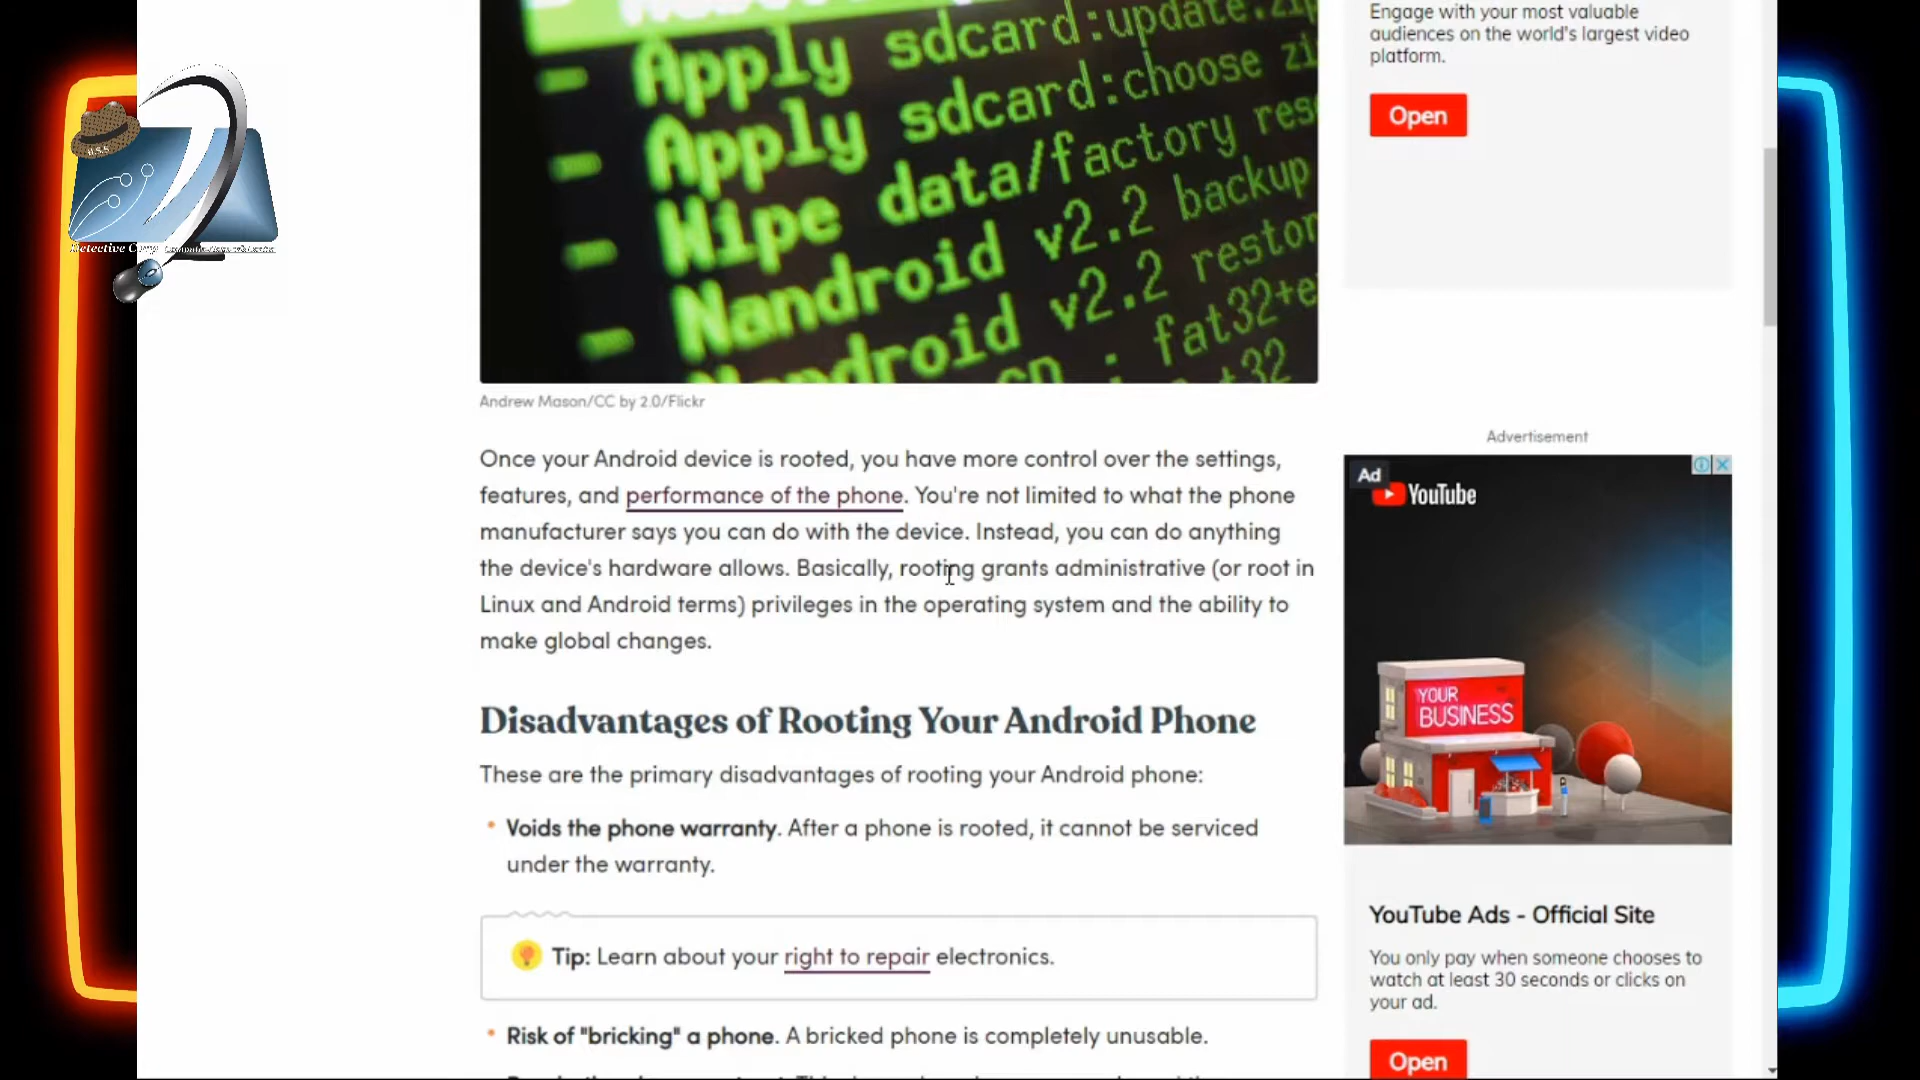 Apply sdcard:update.zip
Apply sdcard:choose zi
Wipe data/factory res
Nandroid v2.2 backup
v2.2 restor
fat32+e
Andrew Mason/CC by 2.0/Flickr
Once your Android device is rooted, you have more control over the settings,
features, and performance of the phone. You're not limited to what the phone
manufacturer says you can do with the device. Instead, you can do anything
the device's hardware allows. Basically, rooting grants administrative (or root in
Linux and Android terms) privileges in the operating system and the ability to
make global changes.
Disadvantages of Rooting Your Android Phone
These are the primary disadvantages of rooting your Android phone:
• Voids the phone warranty. After a phone is rooted, it cannot be serviced
under the warranty.
Tip: Learn about your right to repair electronics.
• Risk of "bricking" a phone. A bricked phone is completely unusable.
Engage with your most valuable
audiences on the world's largest video
platform.
Open
Advertisement
Ad
YouTube
YOUR
BUSINESS
YouTube Ads - Official Site
You only pay when someone chooses to
watch at least 30 seconds or clicks on
your ad.
Open